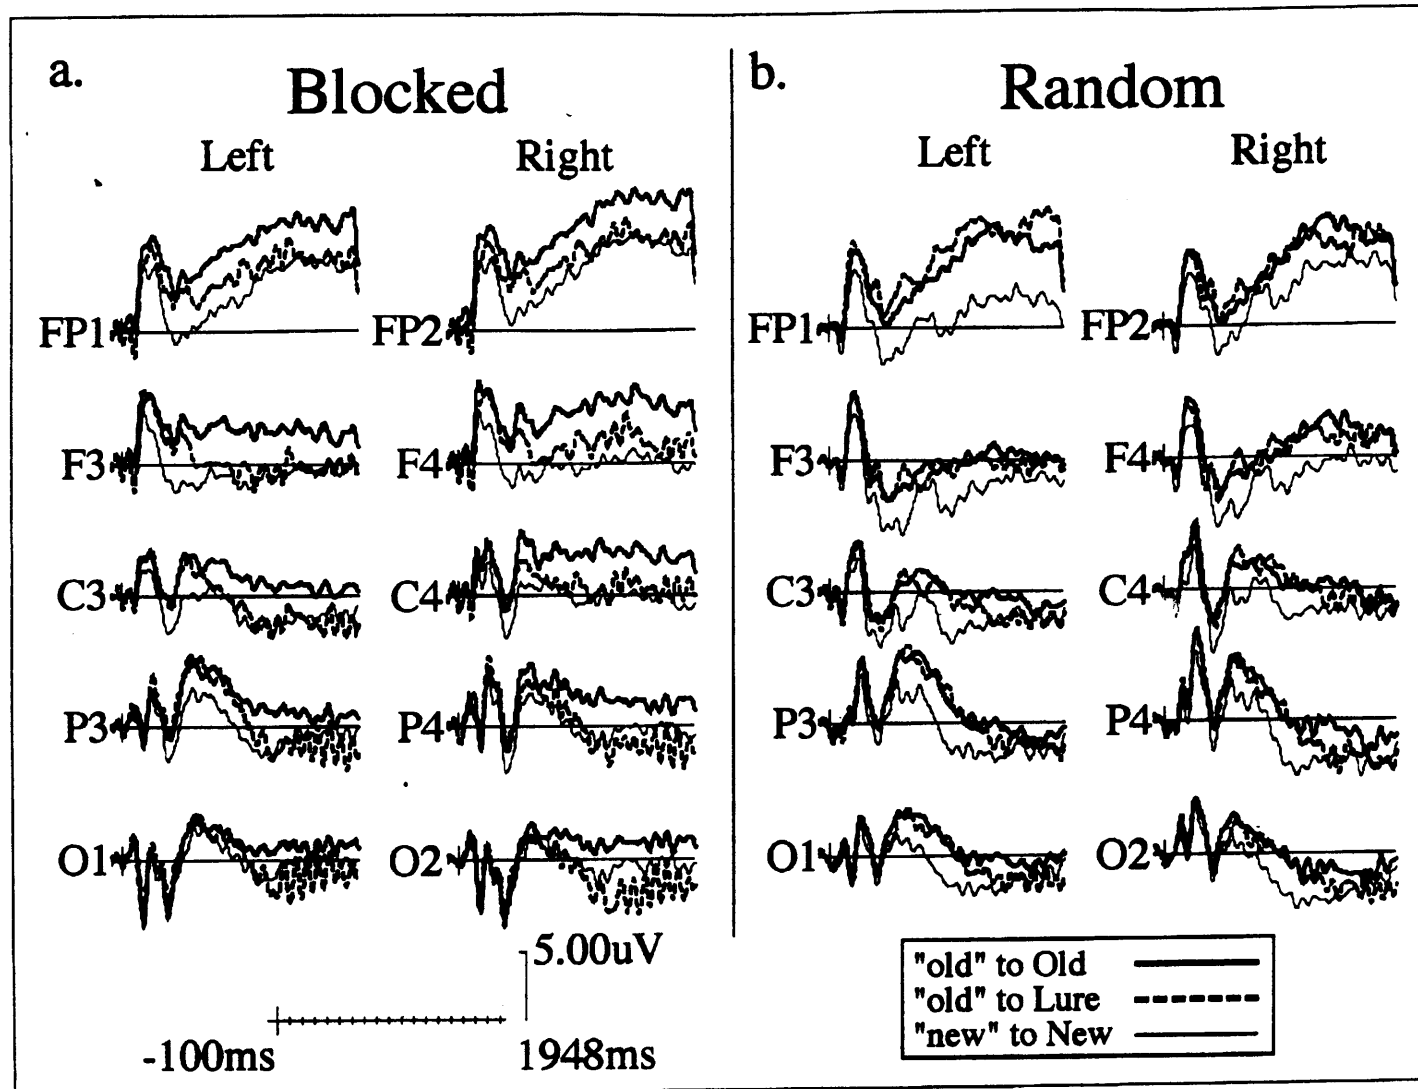 a.
Blocked
Left Right
FP1 FP2
F3 F4
C3 C4
P3 P4
O1 O2
5.00uV
-100ms 1948ms
b.
Random
Left Right
FP1 FP2
F3 F4
C3 C4
P3 P4
O1 O2
"old" to Old
"old" to Lure
"new" to New